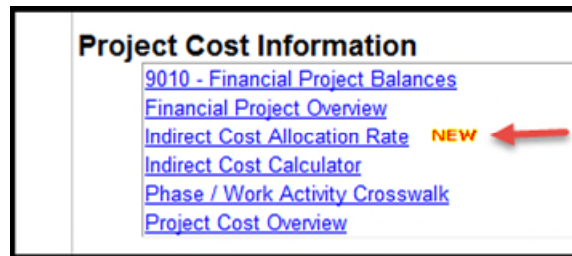 Project Cost Information
9010 - Financial Project Balances
Financial Project Overview
Indirect Cost Allocation Rate NEW
Indirect Cost Calculator
Phase / Work Activity Crosswalk
Project Cost Overview